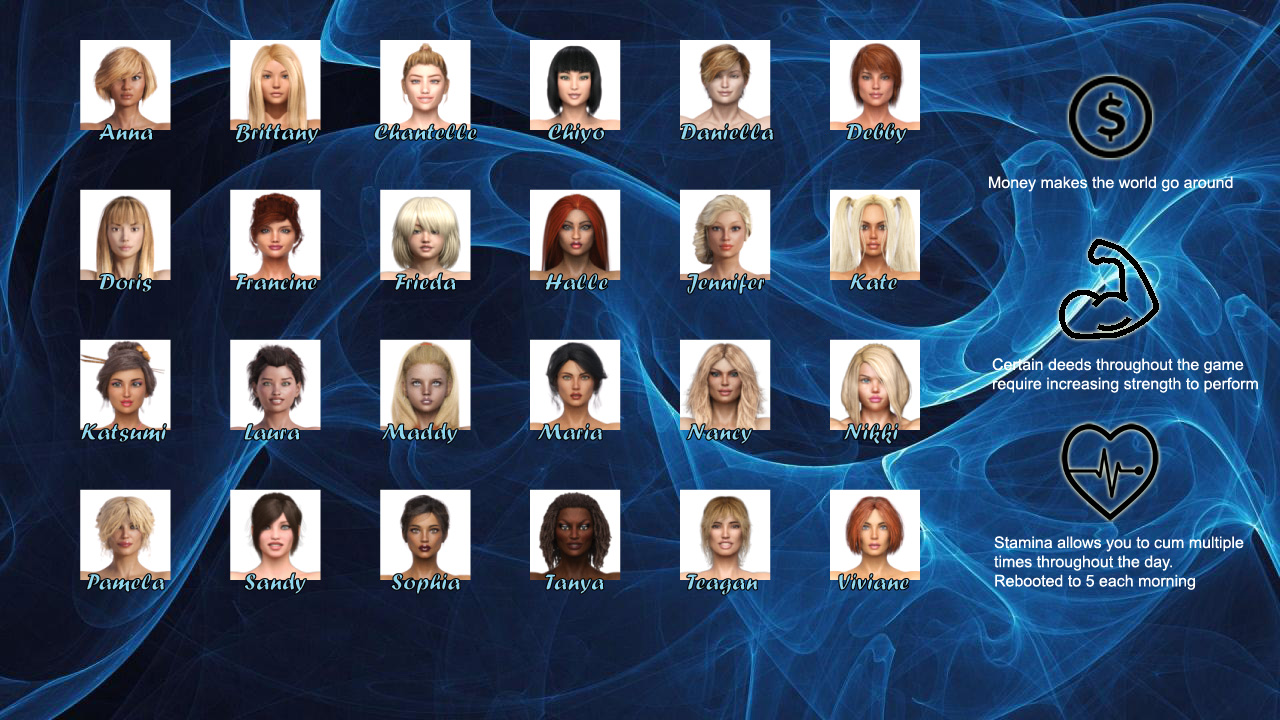 Anna
Brittany
Chantelle
Chiyo
Daniella
Debby
Money makes the world go around
Doris
Francine
Frieda
Halle
Jennifer
Kate
Certain deeds throughout the game
require increasing strength to perform
Katsumi
Laura
Maddy
Maria
Nancy
Nikki
Stamina allows you to cum multiple
times throughout the day.
Rebooted to 5 each morning
Pamela
Sandy
Sophia
Tanya
Teagan
Viviane